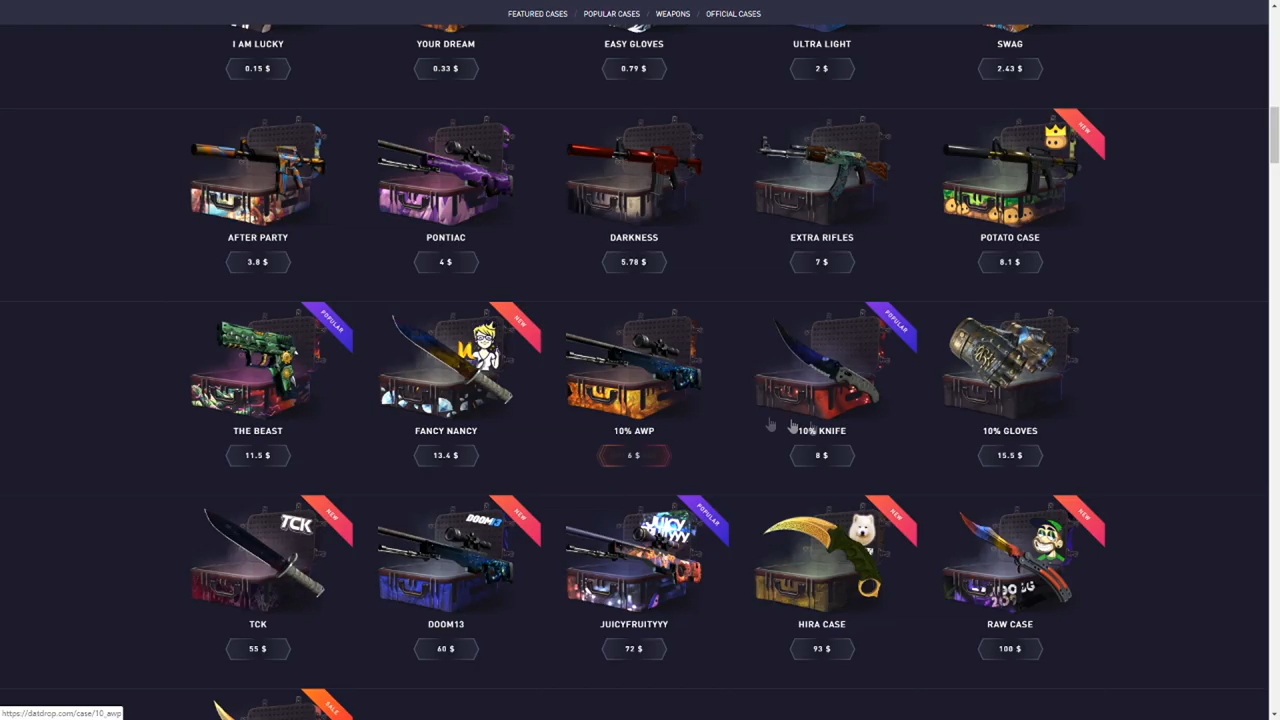 FEATURED CASES / POPULAR CASES / WEAPONS / OFFICIAL CASES
I AM LUCKY
YOUR DREAM
EASY GLOVES
ULTRA LIGHT
SWAG
0.15 $
0.33 $
0.79 $
2 $
2.43 $
NEW
AFTER PARTY
PONTIAC
DARKNESS
EXTRA RIFLES
POTATO CASE
3.8 $
4 $
5.78 $
7 $
8.1 $
POPULAR
NEW
POPULAR
THE BEAST
FANCY NANCY
10% AWP
10% KNIFE
10% GLOVES
11.5 $
13.4 $
6 $
8 $
15.5 $
NEW
TCK
NEW
DOOM13
POPULAR
JUICY
NEW
NEW
TCK
DOOM13
JUICYFRUITYYY
HIRA CASE
RAW CASE
55 $
60 $
72 $
93 $
100 $
SALE
https://datdrop.com/case/10_awp